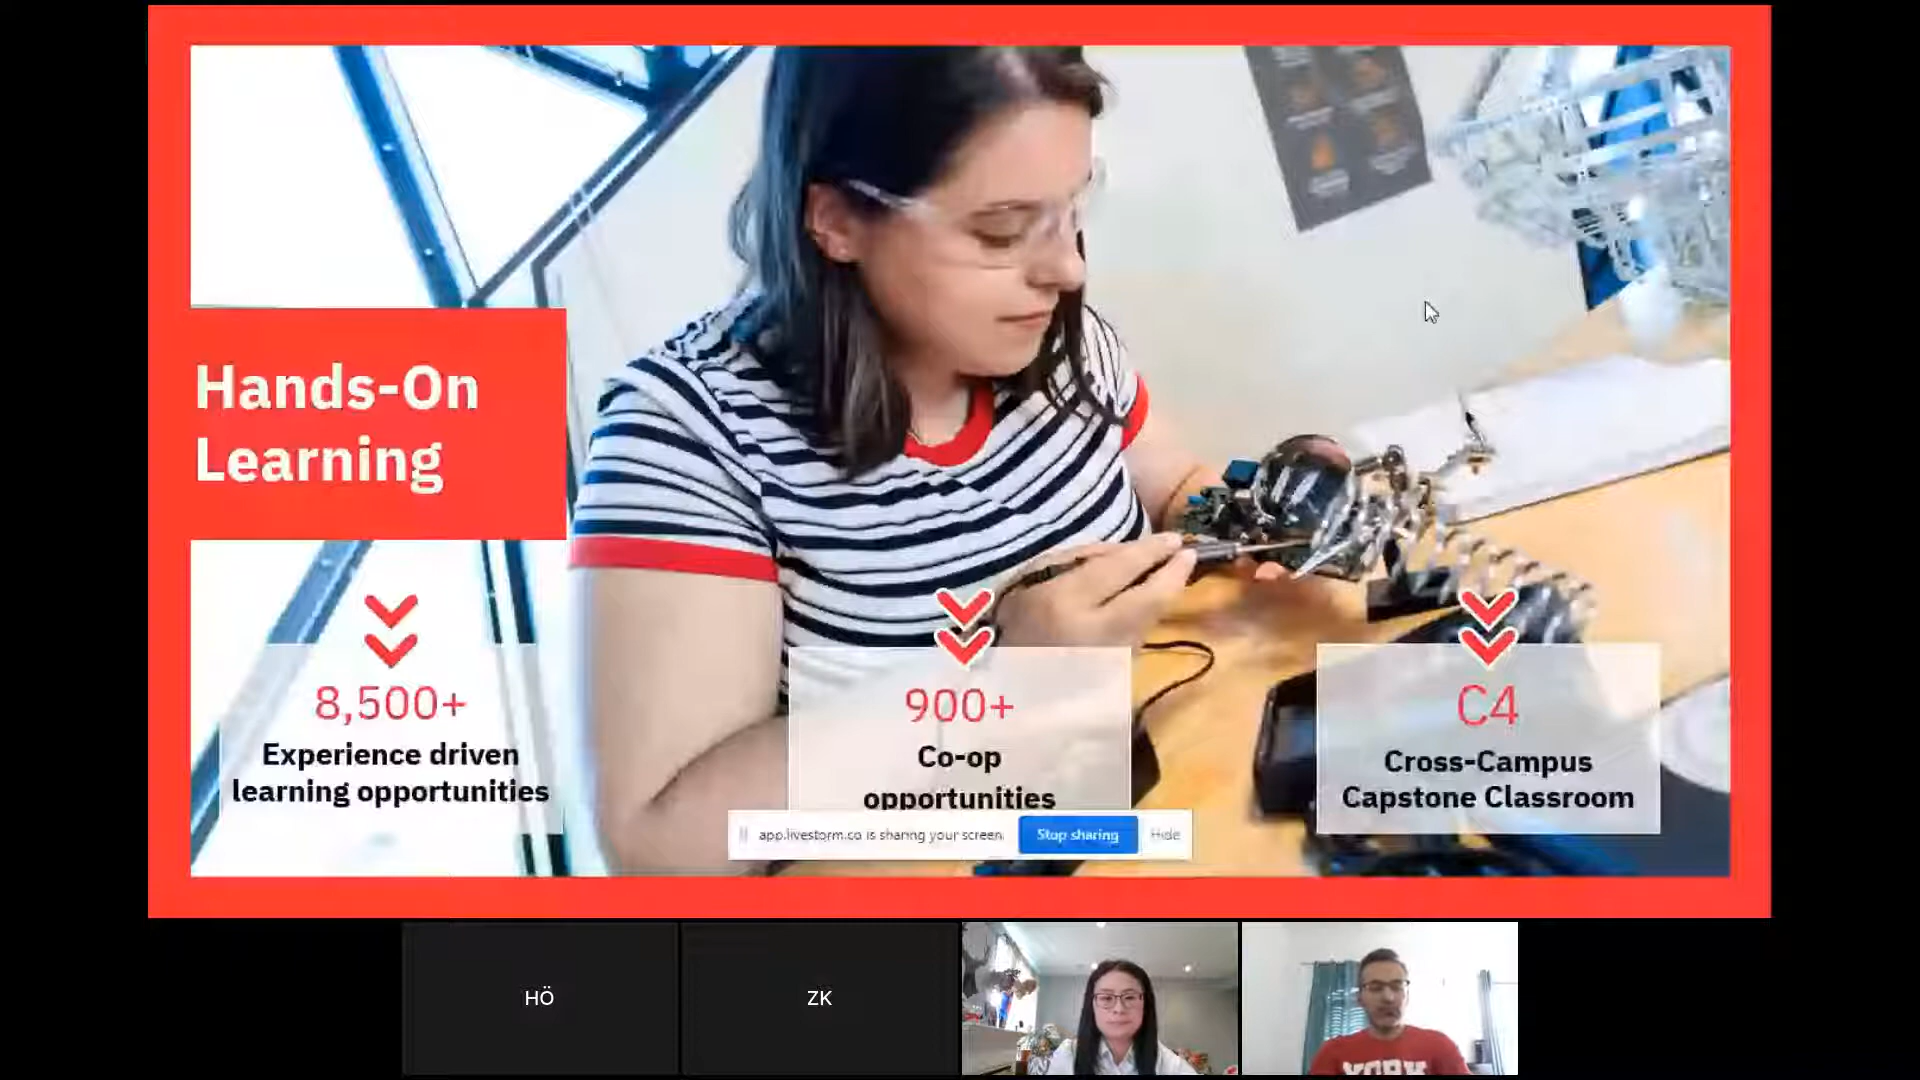 Hands-On
Learning
8,500+
Experience driven
learning opportunities
900+
Co-op
opportunities
C4
Cross-Campus
Capstone Classroom
app.livestorm.co is sharing your screen.
Stop sharing
Hide
HÖ
ZK
YORK